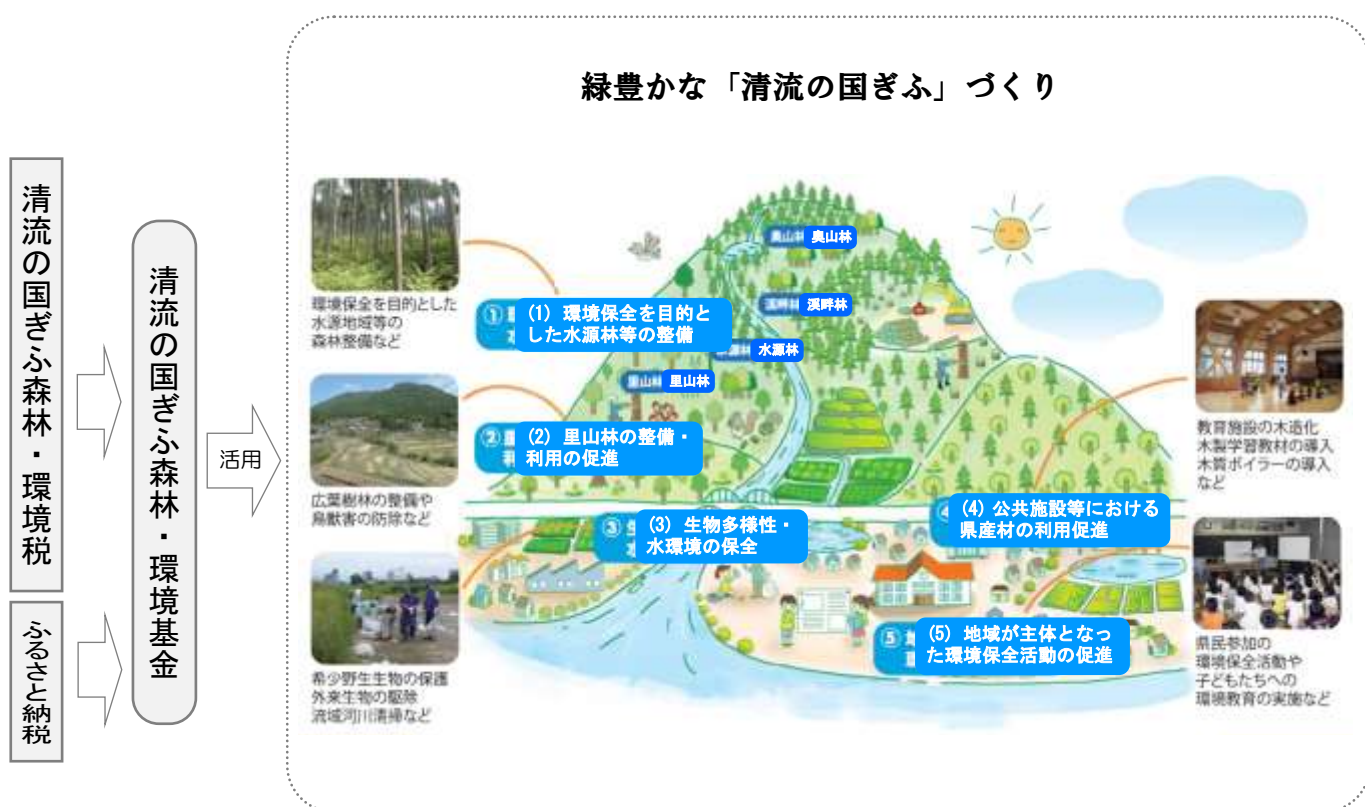 緑豊かな「清流の国ぎふ」づくり
清流の国ぎふ森林・環境税
ふるさと納税
清流の国ぎふ森林・環境基金
活用
環境保全を目的とした
水源地域等の
森林整備など
広葉樹林の整備や
鳥獣害の防除など
希少野生生物の保護
外来生物の駆除
流域河川清掃など
奥山林 奥山林
渓畔林 渓畔林
水源林
里山林 里山林
①
(1) 環境保全を目的と
した水源林等の整備
②
(2) 里山林の整備・
利用の促進
③
(3) 生物多様性・
水環境の保全
(4) 公共施設等における
県産材の利用促進
⑤
(5) 地域が主体となっ
た環境保全活動の促進
教育施設の木造化
木製学習教材の導入
木質ボイラーの導入
など
県民参加の
環境保全活動や
子どもたちへの
環境教育の実施など